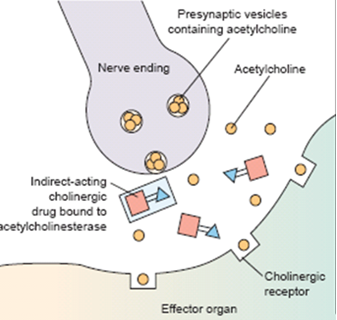 Presynaptic vesicles
containing acetylcholine
Nerve ending
Acetylcholine
Indirect-acting
cholinergic
drug bound to
acetylcholinesterase
Cholinergic
receptor
Effector organ